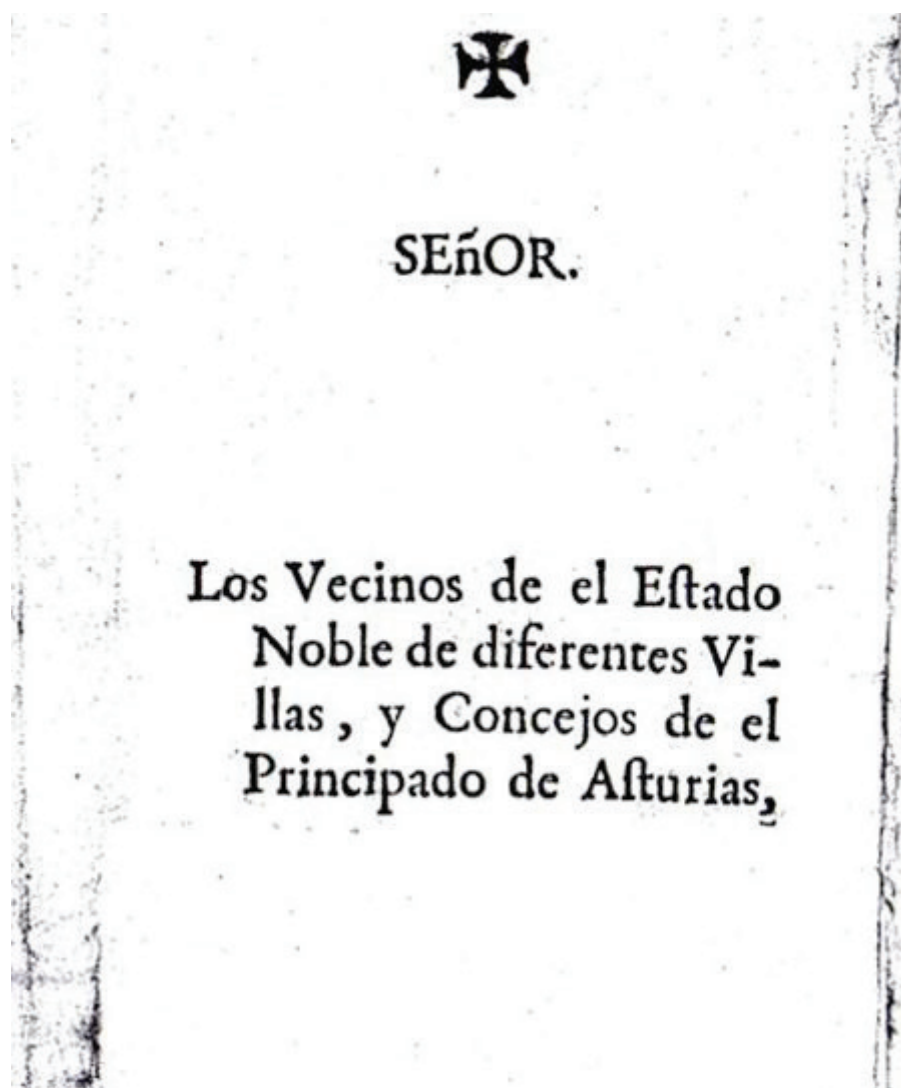 ✠
SEñOR.
Los Vecinos de el Eſtado
Noble de diferentes Vi-
llas, y Concejos de el
Principado de Aſturias,